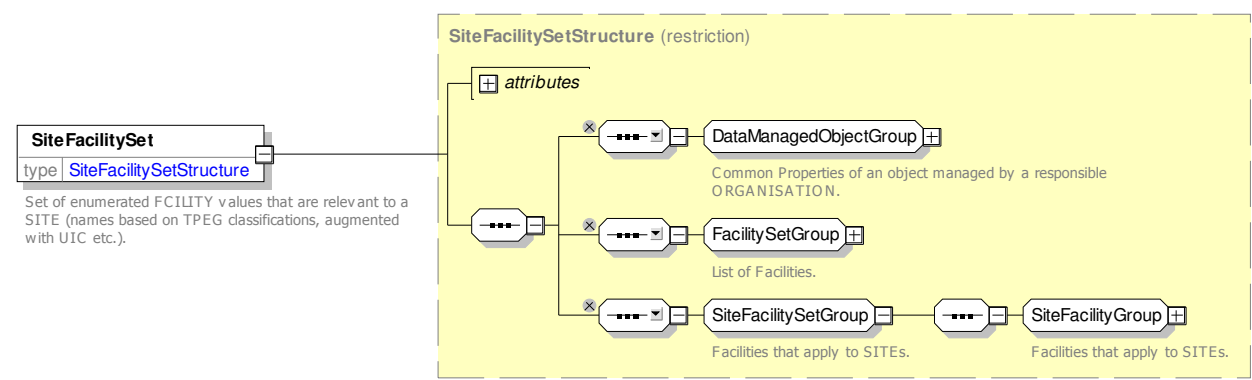 SiteFacilitySetStructure (restriction)
attributes
SiteFacilitySet
type SiteFacilitySetStructure
Set of enumerated FCILITY values that are relevant to a
SITE (names based on TPEG classifications, augmented
with UIC etc.).
DataManagedObjectGroup
Common Properties of an object managed by a responsible
ORGANISATION.
FacilitySetGroup
List of Facilities.
SiteFacilitySetGroup
Facilities that apply to SITEs.
SiteFacilityGroup
Facilities that apply to SITEs.